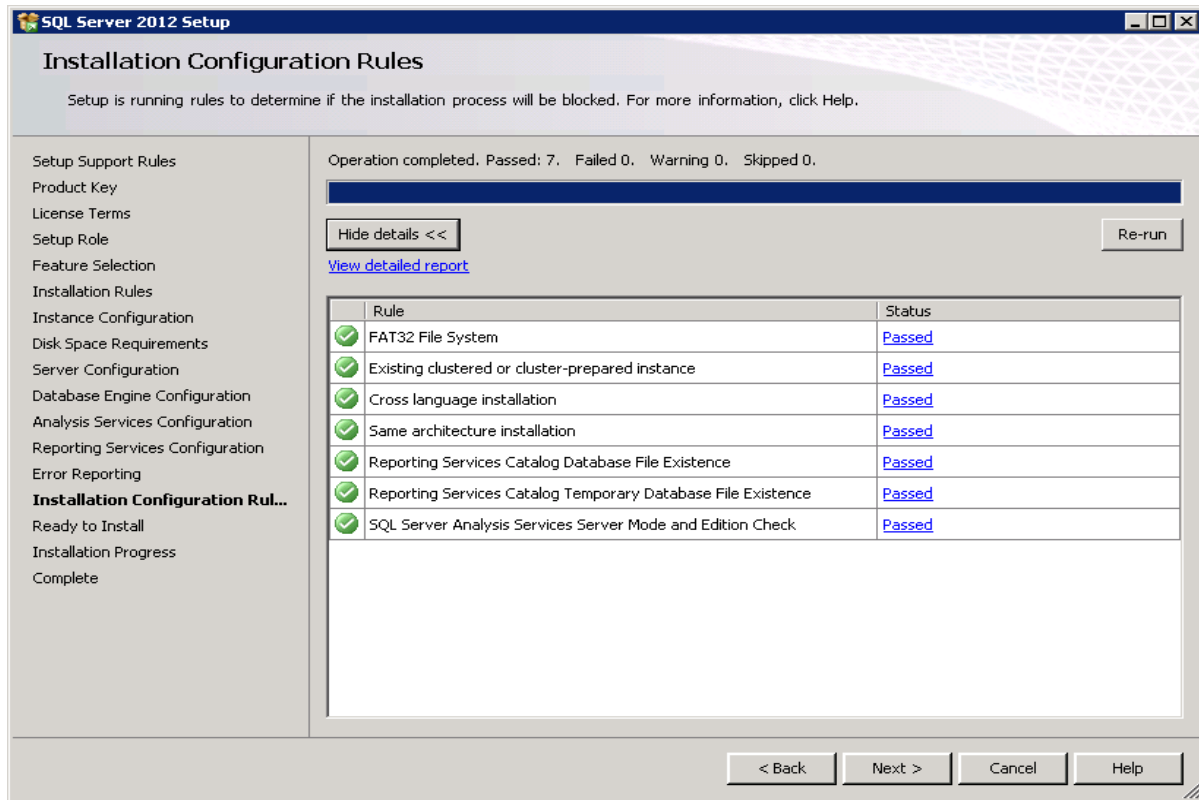 SQL Server 2012 Setup
Installation Configuration Rules
Setup is running rules to determine if the installation process will be blocked. For more information, click Help.
Setup Support Rules
Product Key
License Terms
Setup Role
Feature Selection
Installation Rules
Instance Configuration
Disk Space Requirements
Server Configuration
Database Engine Configuration
Analysis Services Configuration
Reporting Services Configuration
Error Reporting
Installation Configuration Rul...
Ready to Install
Installation Progress
Complete
Operation completed. Passed: 7.   Failed 0.   Warning 0.   Skipped 0.
Hide details <<
Re-run
View detailed report
Rule Status
FAT32 File System Passed
Existing clustered or cluster-prepared instance Passed
Cross language installation Passed
Same architecture installation Passed
Reporting Services Catalog Database File Existence Passed
Reporting Services Catalog Temporary Database File Existence Passed
SQL Server Analysis Services Server Mode and Edition Check Passed
< Back Next > Cancel Help